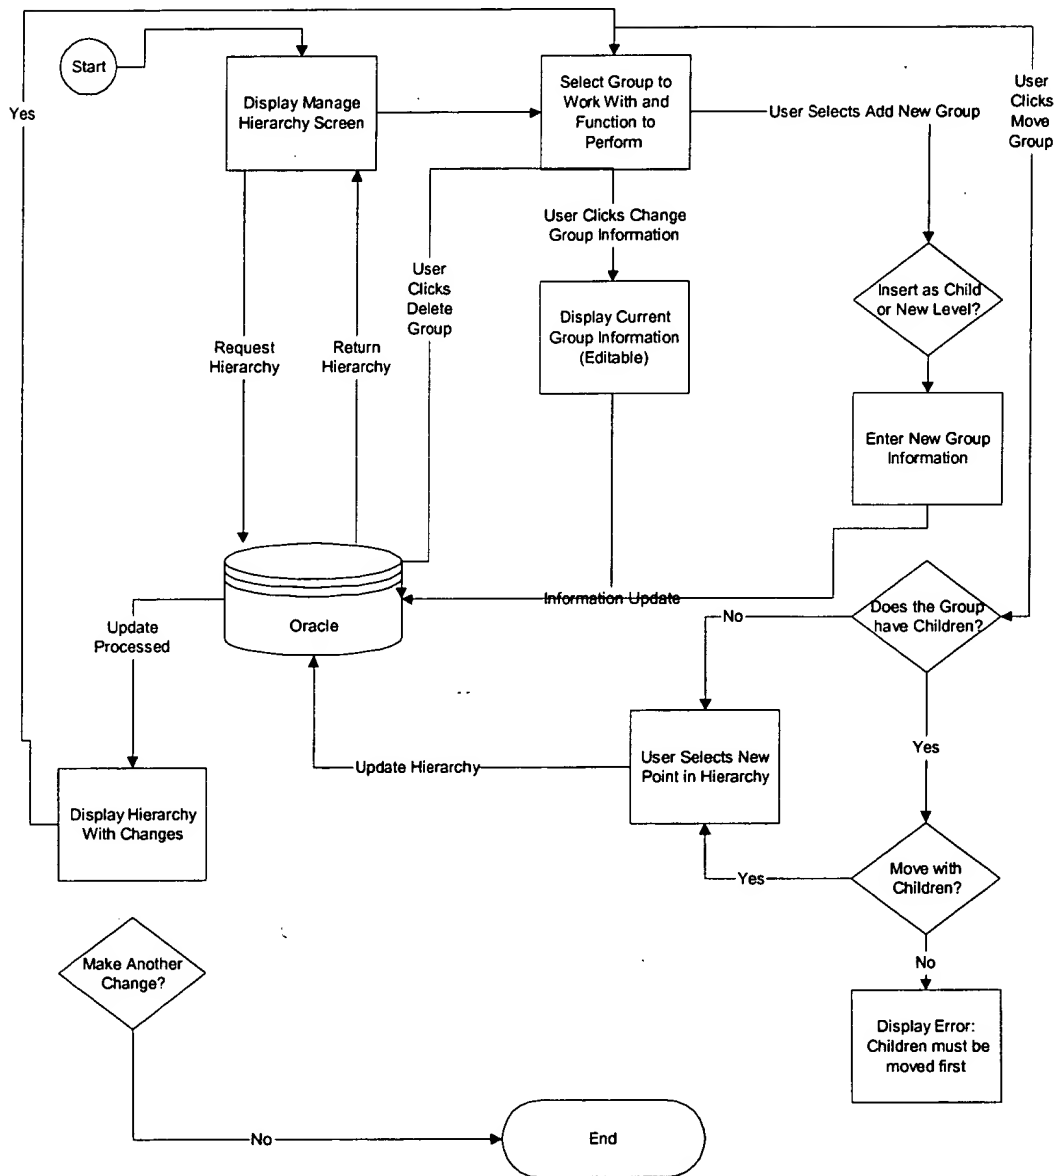 Start
Display Manage
Hierarchy Screen
Select Group to
Work With and
Function to
Perform
User Selects Add New Group
User
Clicks
Move
Group
Yes
User Clicks Change
Group Information
User
Clicks
Delete
Group
Insert as Child
or New Level?
Display Current
Group Information
(Editable)
Request
Hierarchy
Return
Hierarchy
Enter New Group
Information
Oracle
Information Update
Does the Group
have Children?
No
Update
Processed
Yes
User Selects New
Point in Hierarchy
Update Hierarchy
Display Hierarchy
With Changes
Move with
Children?
Yes
No
Make Another
Change?
Display Error:
Children must be
moved first
No
End